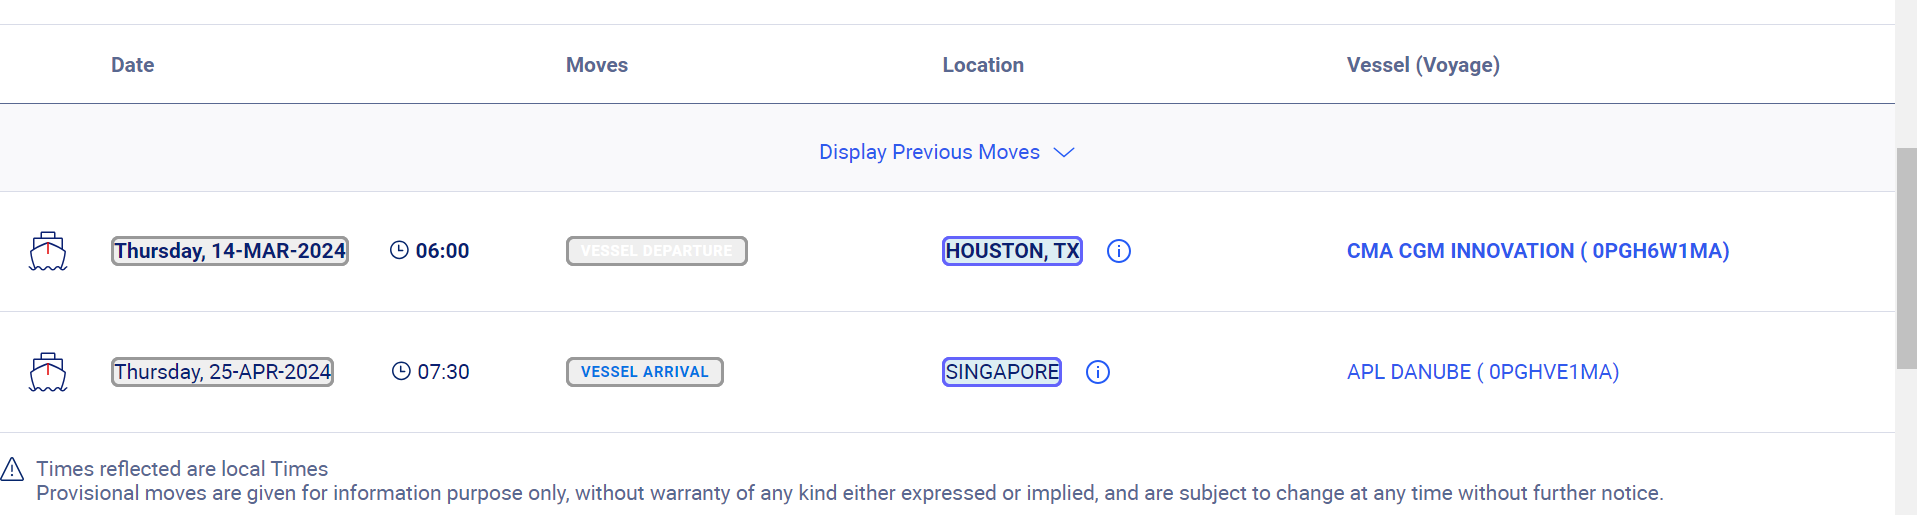 Date Moves Location Vessel (Voyage)
Display Previous Moves
Thursday, 14-MAR-2024 06:00 VESSEL DEPARTURE HOUSTON, TX CMA CGM INNOVATION ( 0PGH6W1MA)
Thursday, 25-APR-2024 07:30 VESSEL ARRIVAL SINGAPORE APL DANUBE ( 0PGHVE1MA)
Times reflected are local Times
Provisional moves are given for information purpose only, without warranty of any kind either expressed or implied, and are subject to change at any time without further notice.